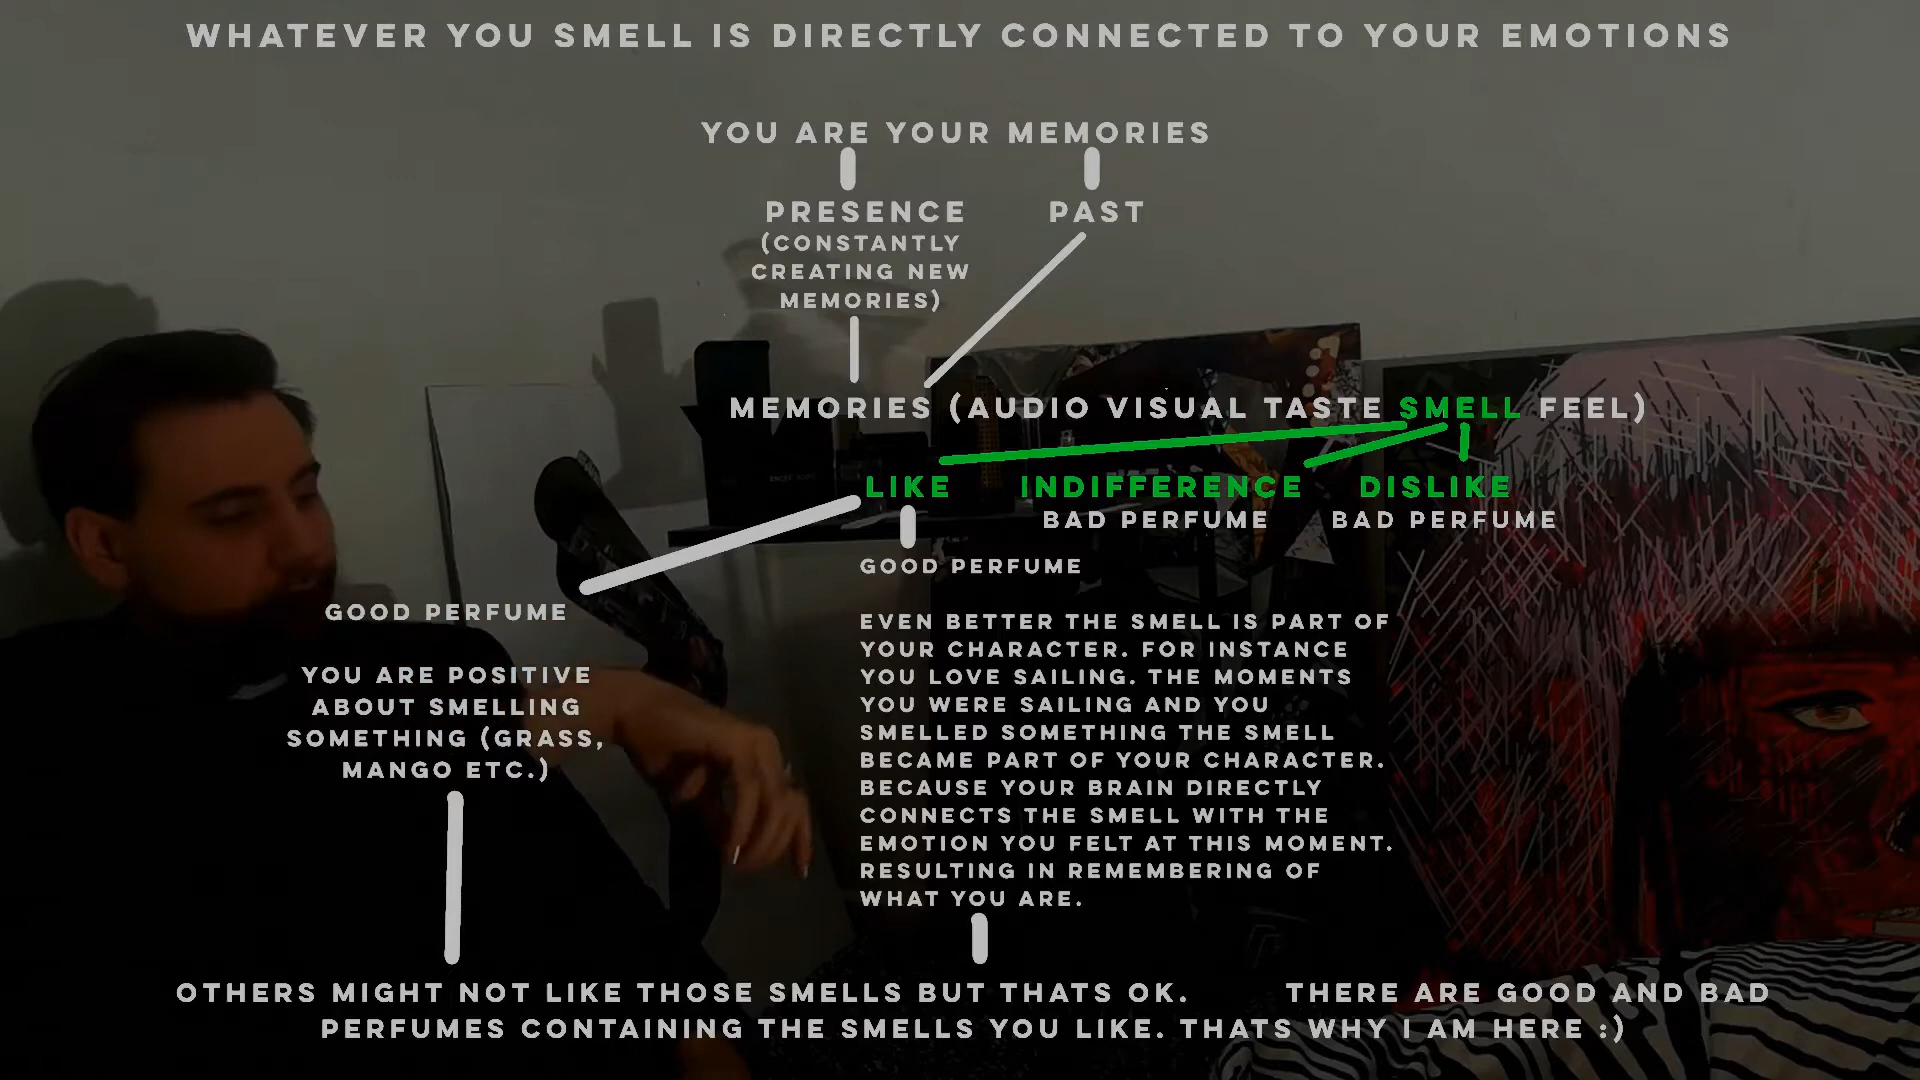 WHATEVER YOU SMELL IS DIRECTLY CONNECTED TO YOUR EMOTIONS
YOU ARE YOUR MEMORIES
PRESENCE PAST
(CONSTANTLY
CREATING NEW
MEMORIES)
MEMORIES (AUDIO VISUAL TASTE SMELL FEEL)
LIKE INDIFFERENCE DISLIKE
BAD PERFUME BAD PERFUME
GOOD PERFUME
GOOD PERFUME
YOU ARE POSITIVE
ABOUT SMELLING
SOMETHING (GRASS,
MANGO ETC.)
EVEN BETTER THE SMELL IS PART OF
YOUR CHARACTER. FOR INSTANCE
YOU LOVE SAILING. THE MOMENTS
YOU WERE SAILING AND YOU
SMELLED SOMETHING THE SMELL
BECAME PART OF YOUR CHARACTER.
BECAUSE YOUR BRAIN DIRECTLY
CONNECTS THE SMELL WITH THE
EMOTION YOU FELT AT THIS MOMENT.
RESULTING IN REMEMBERING OF
WHAT YOU ARE.
OTHERS MIGHT NOT LIKE THOSE SMELLS BUT THATS OK. THERE ARE GOOD AND BAD
PERFUMES CONTAINING THE SMELLS YOU LIKE. THATS WHY I AM HERE :)